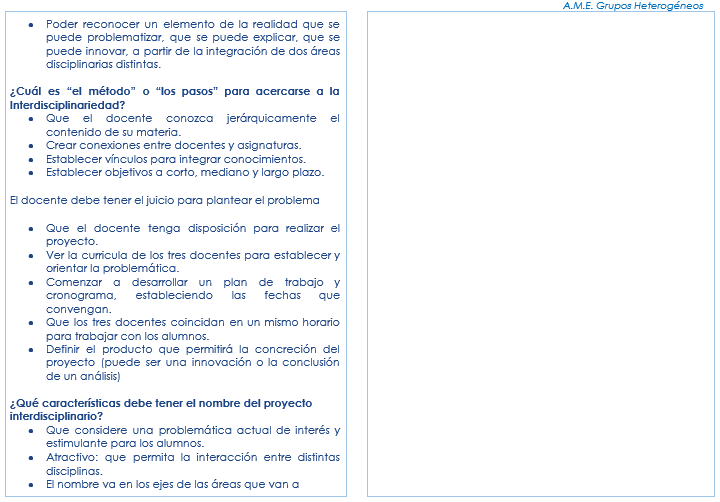 A.M.E. Grupos Heterogéneos
● Poder reconocer un elemento de la realidad que se
puede problematizar, que se puede explicar, que se
puede innovar, a partir de la integración de dos áreas
disciplinarias distintas.
¿Cuál es “el método” o “los pasos” para acercarse a la
Interdisciplinariedad?
● Que el docente conozca jerárquicamente el
contenido de su materia.
● Crear conexiones entre docentes y asignaturas.
● Establecer vínculos para integrar conocimientos.
● Establecer objetivos a corto, mediano y largo plazo.
El docente debe tener el juicio para plantear el problema
● Que el docente tenga disposición para realizar el
proyecto.
● Ver la curricula de los tres docentes para establecer y
orientar la problemática.
● Comenzar a desarrollar un plan de trabajo y
cronograma, estableciendo las fechas que
convengan.
● Que los tres docentes coincidan en un mismo horario
para trabajar con los alumnos.
● Definir el producto que permitirá la concreción del
proyecto (puede ser una innovación o la conclusión
de un análisis)
¿Qué características debe tener el nombre del proyecto
interdisciplinario?
● Que considere una problemática actual de interés y
estimulante para los alumnos.
● Atractivo: que permita la interacción entre distintas
disciplinas.
● El nombre va en los ejes de las áreas que van a